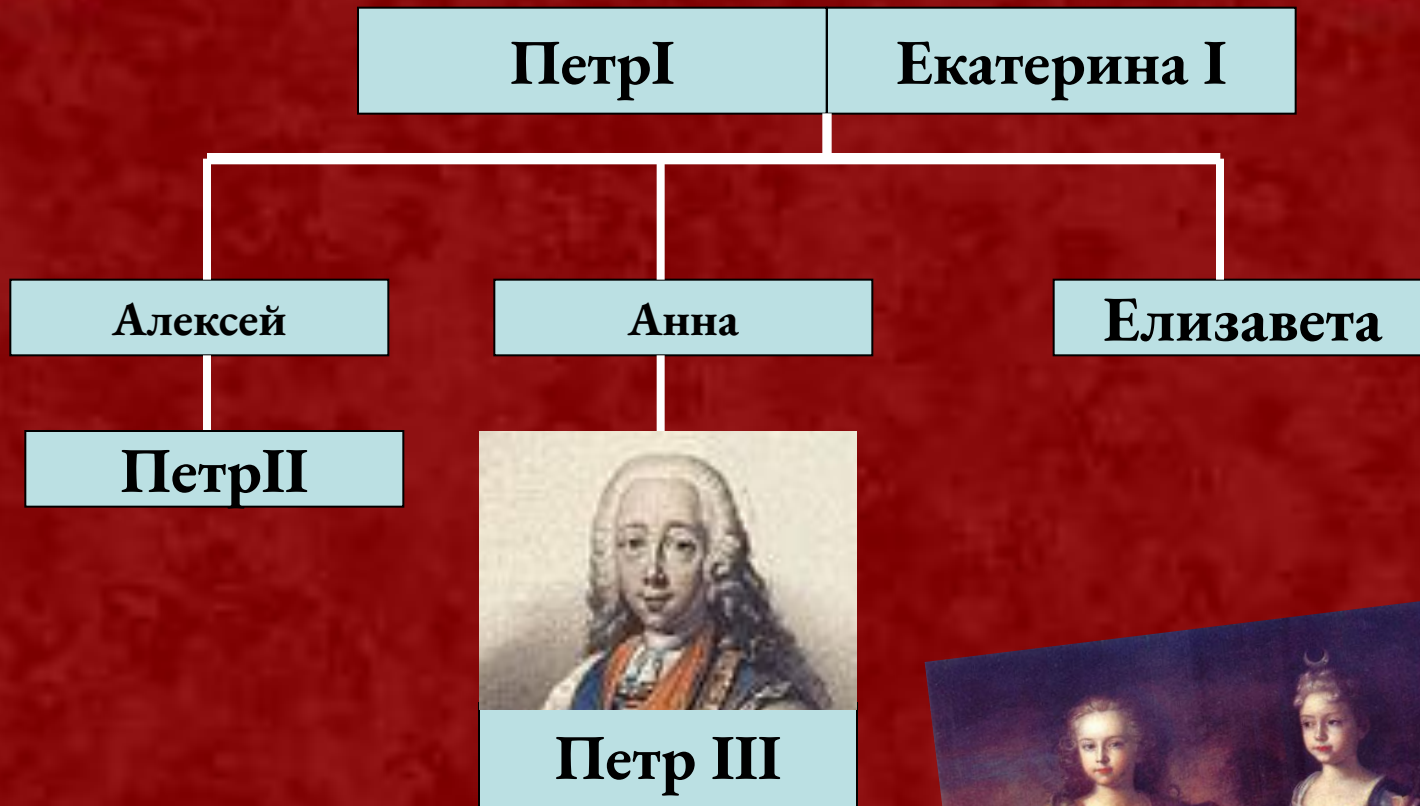 ПетрI
Екатерина I
Алексей
Анна
Елизавета
ПетрII
Петр III